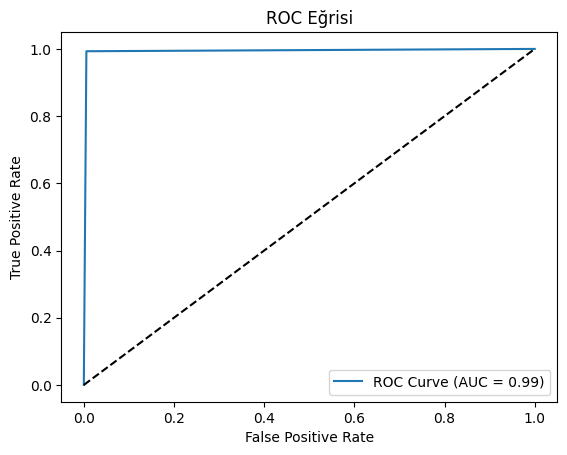 ROC Eğrisi
True Positive Rate
1.0
0.8
0.6
0.4
0.2
0.0
ROC Curve (AUC = 0.99)
0.0 0.2 0.4 0.6 0.8 1.0
False Positive Rate